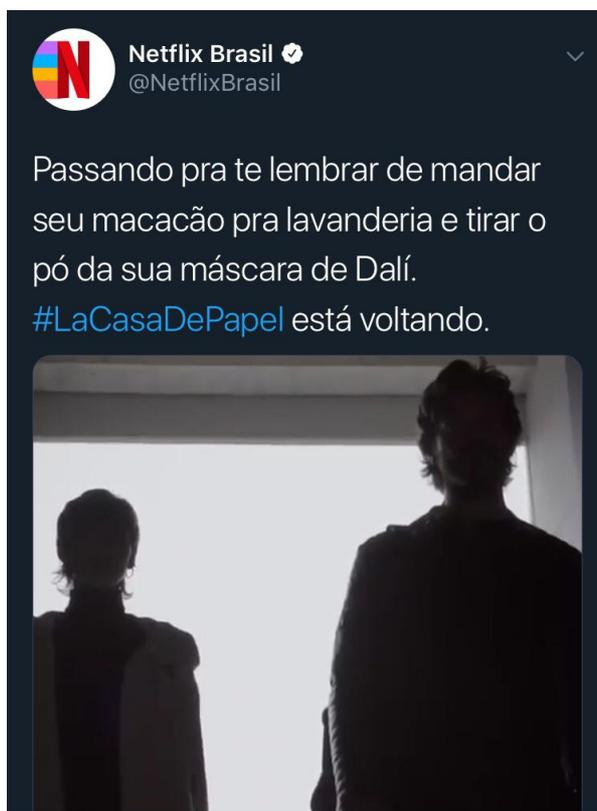 Netflix Brasil
@NetflixBrasil
Passando pra te lembrar de mandar
seu macacão pra lavanderia e tirar o
pó da sua máscara de Dalí.
#LaCasaDePapel está voltando.